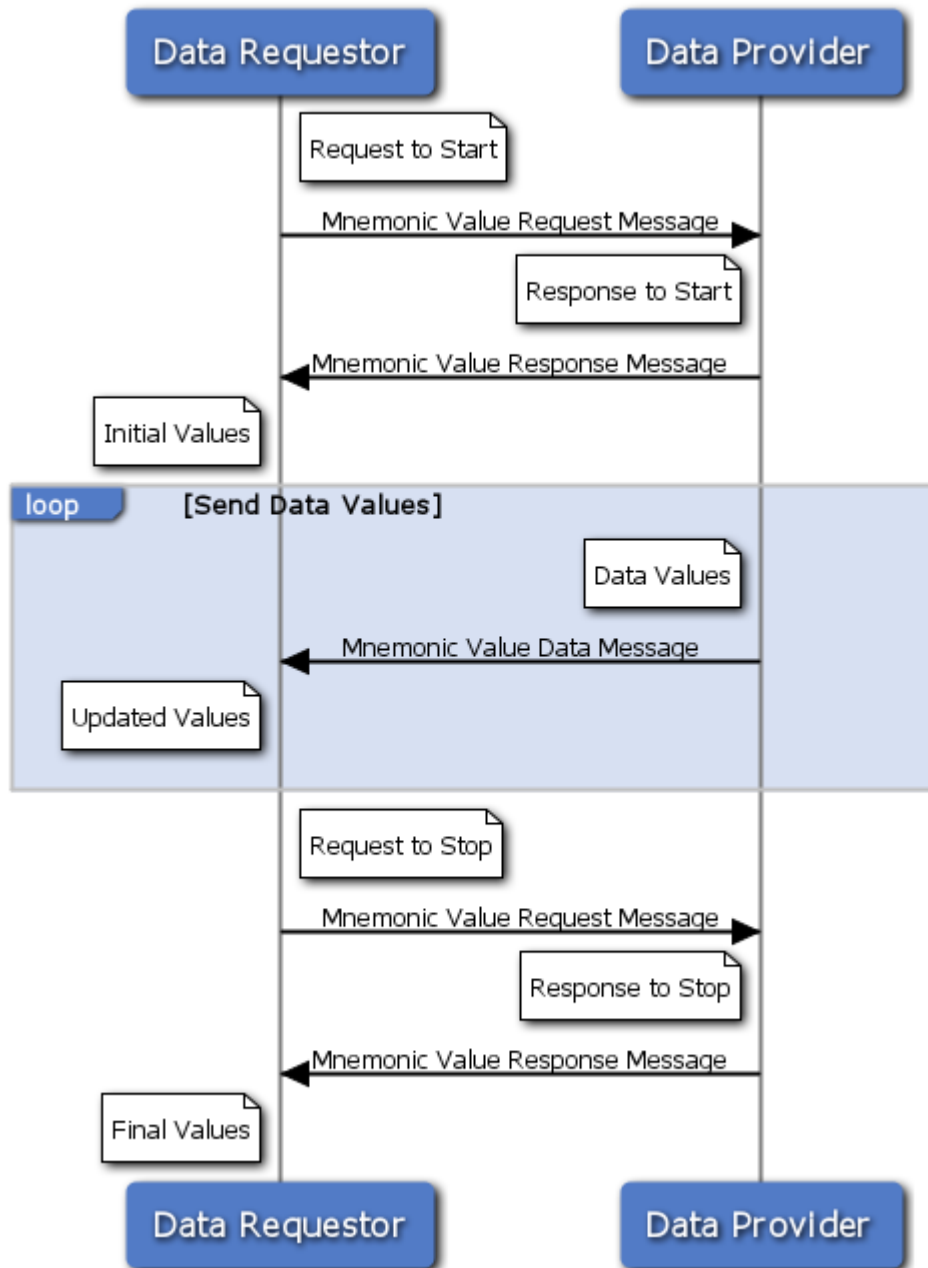 Data Requestor
Data Provider
Request to Start
Mnemonic Value Request Message
Response to Start
Mnemonic Value Response Message
Initial Values
loop
[Send Data Values]
Data Values
Mnemonic Value Data Message
Updated Values
Request to Stop
Mnemonic Value Request Message
Response to Stop
Mnemonic Value Response Message
Final Values
Data Requestor
Data Provider